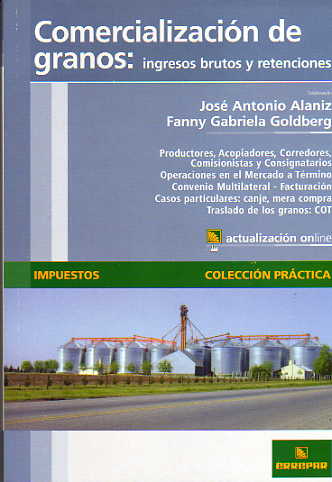 Comercialización de
granos: ingresos brutos y retenciones
José Antonio Alaniz
Fanny Gabriela Goldberg
Productores, Acopiadores, Corredores,
Comisionistas y Consignatarios
Operaciones en el Mercado a Término
Convenio Multilateral - Facturación
Casos particulares: canje, mera compra
Traslado de los granos: COT
actualización online
IMPUESTOS COLECCIÓN PRÁCTICA
ERREPAR